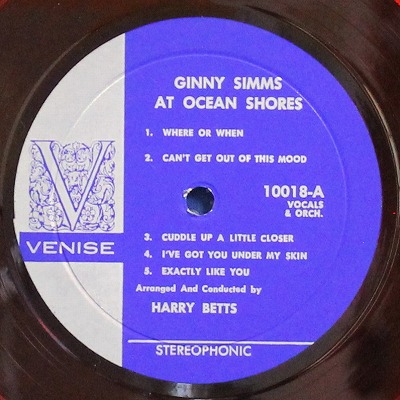 GINNY SIMMS
AT OCEAN SHORES
1. WHERE OR WHEN
2. CAN'T GET OUT OF THIS MOOD
10018-A
VOCALS
& ORCH.
V
VENISE
3. CUDDLE UP A LITTLE CLOSER
4. I'VE GOT YOU UNDER MY SKIN
5. EXACTLY LIKE YOU
Arranged And Conducted by
HARRY BETTS
STEREOPHONIC